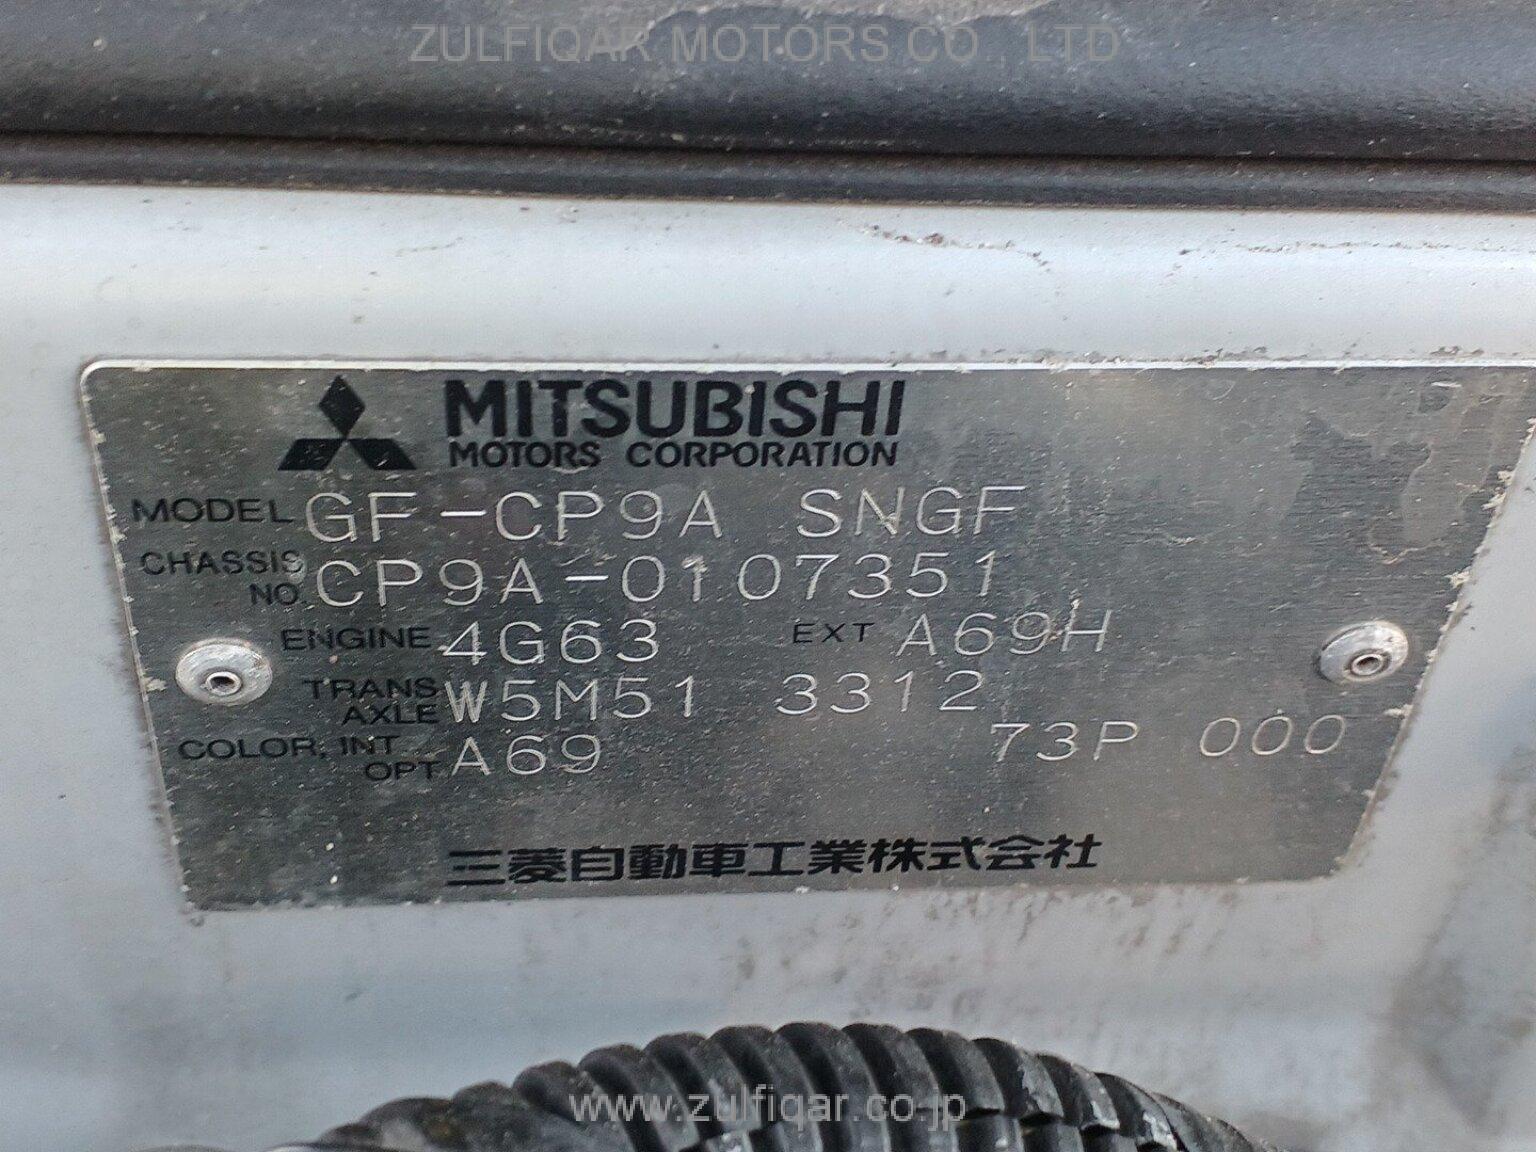 ZULFIQAR MOTORS CO., LTD
MITSUBISHI
MOTORS CORPORATION
MODEL GF-CP9A SNGF
CHASSIS NO. CP9A-0107351
ENGINE 4G63 EXT A69H
TRANS AXLE W5M51 3312
COLOR, INT OPT A69 73P 000
三菱自動車工業株式会社
www.zulfiqar.co.jp